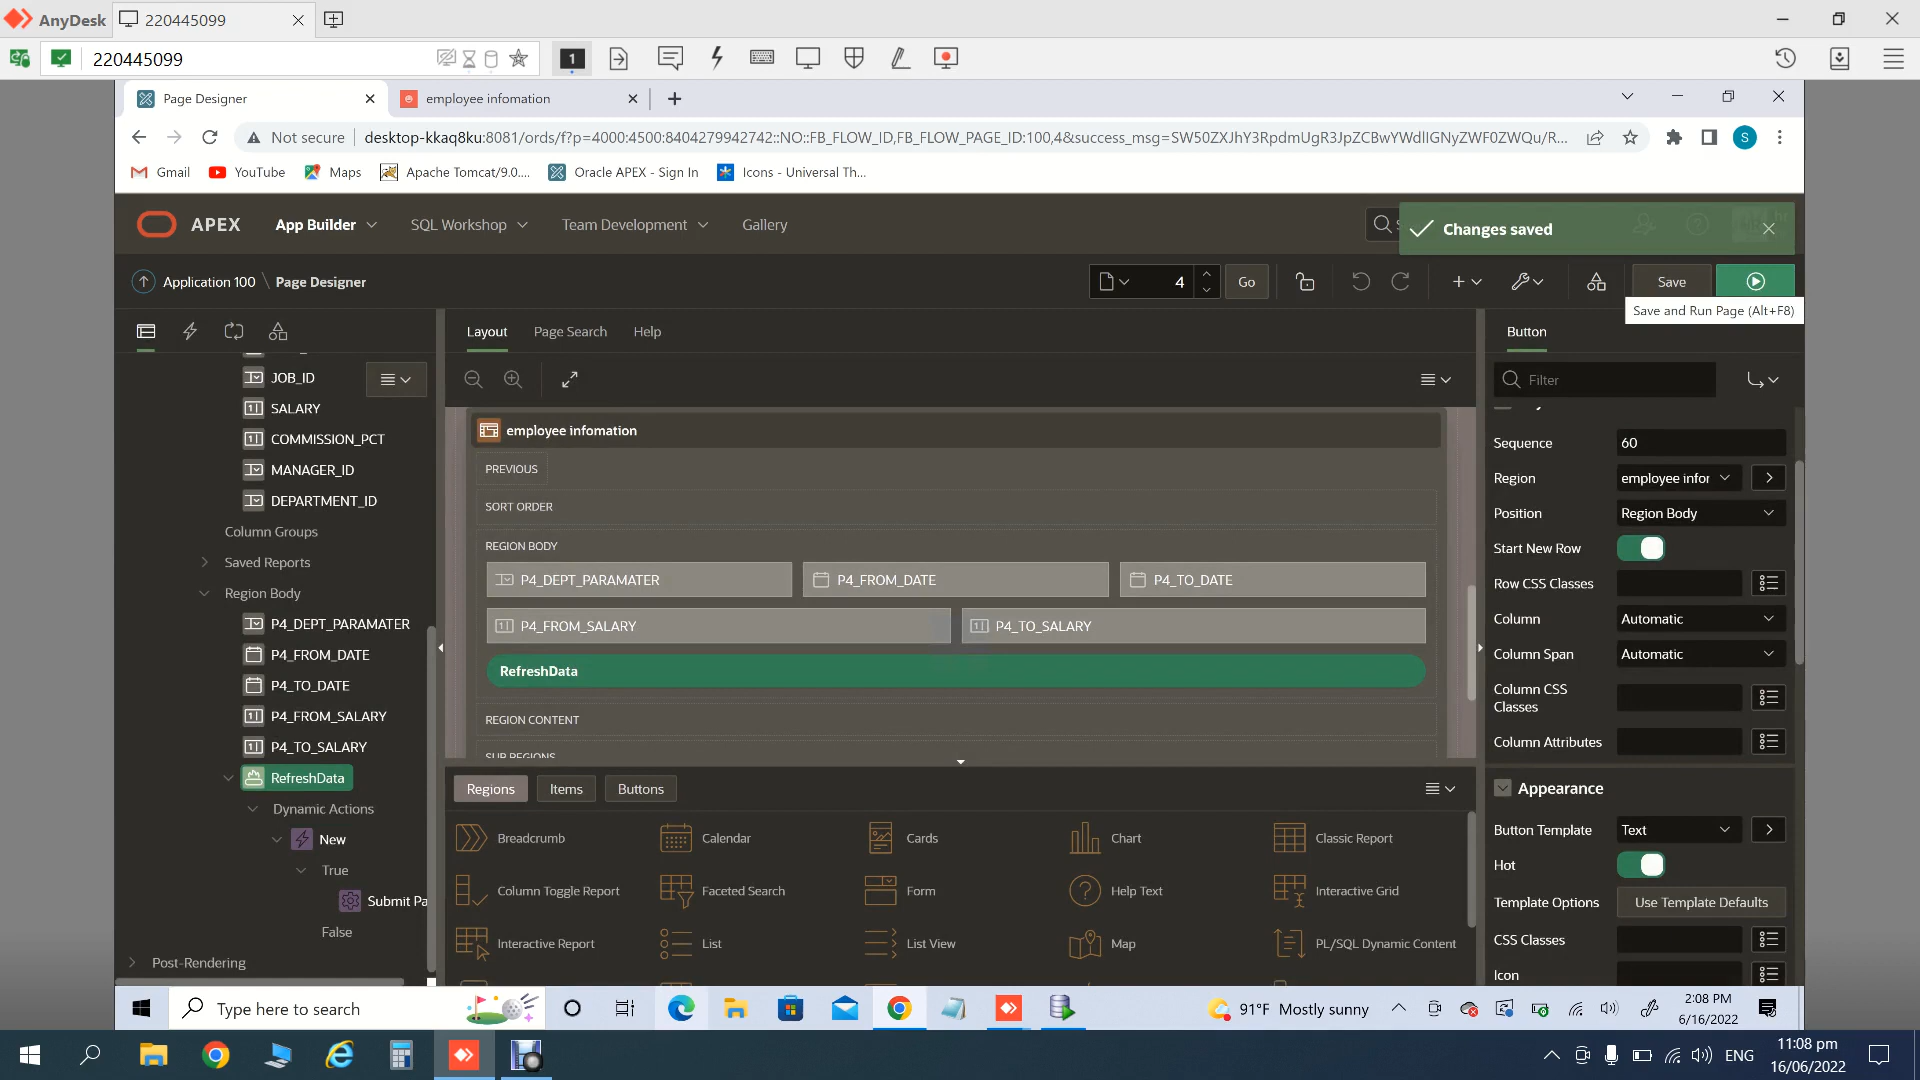 AnyDesk
220445099
220445099
1
Page Designer
employee infomation
Not secure
desktop-kkaq8ku:8081/ords/f?p=4000:4500:8404279942742::NO::FB_FLOW_ID,FB_FLOW_PAGE_ID:100,4&success_msg=SW50ZXJhY3RpdmUgR3JpZCBwYWdlIGNyZWF0ZWQu/R...
S
Gmail
YouTube
Maps
Apache Tomcat/9.0....
Oracle APEX - Sign In
Icons - Universal Th...
APEX
App Builder
SQL Workshop
Team Development
Gallery
Changes saved
Application 100 \ Page Designer
4
Go
Save
Save and Run Page (Alt+F8)
Layout
Page Search
Help
Button
JOB_ID
SALARY
COMMISSION_PCT
MANAGER_ID
DEPARTMENT_ID
Column Groups
Saved Reports
Region Body
P4_DEPT_PARAMATER
P4_FROM_DATE
P4_TO_DATE
P4_FROM_SALARY
P4_TO_SALARY
RefreshData
Dynamic Actions
New
True
Submit Pa
False
Post-Rendering
employee infomation
PREVIOUS
SORT ORDER
REGION BODY
P4_DEPT_PARAMATER
P4_FROM_DATE
P4_TO_DATE
P4_FROM_SALARY
P4_TO_SALARY
RefreshData
REGION CONTENT
SUB REGIONS
Regions
Items
Buttons
Breadcrumb
Calendar
Cards
Chart
Classic Report
Column Toggle Report
Faceted Search
Form
Help Text
Interactive Grid
Interactive Report
List
List View
Map
PL/SQL Dynamic Content
Filter
Sequence
60
Region
employee infor
Position
Region Body
Start New Row
Row CSS Classes
Column
Automatic
Column Span
Automatic
Column CSS
Classes
Column Attributes
Appearance
Button Template
Text
Hot
Template Options
Use Template Defaults
CSS Classes
Icon
Type here to search
91°F Mostly sunny
2:08 PM
6/16/2022
ENG
11:08 pm
16/06/2022